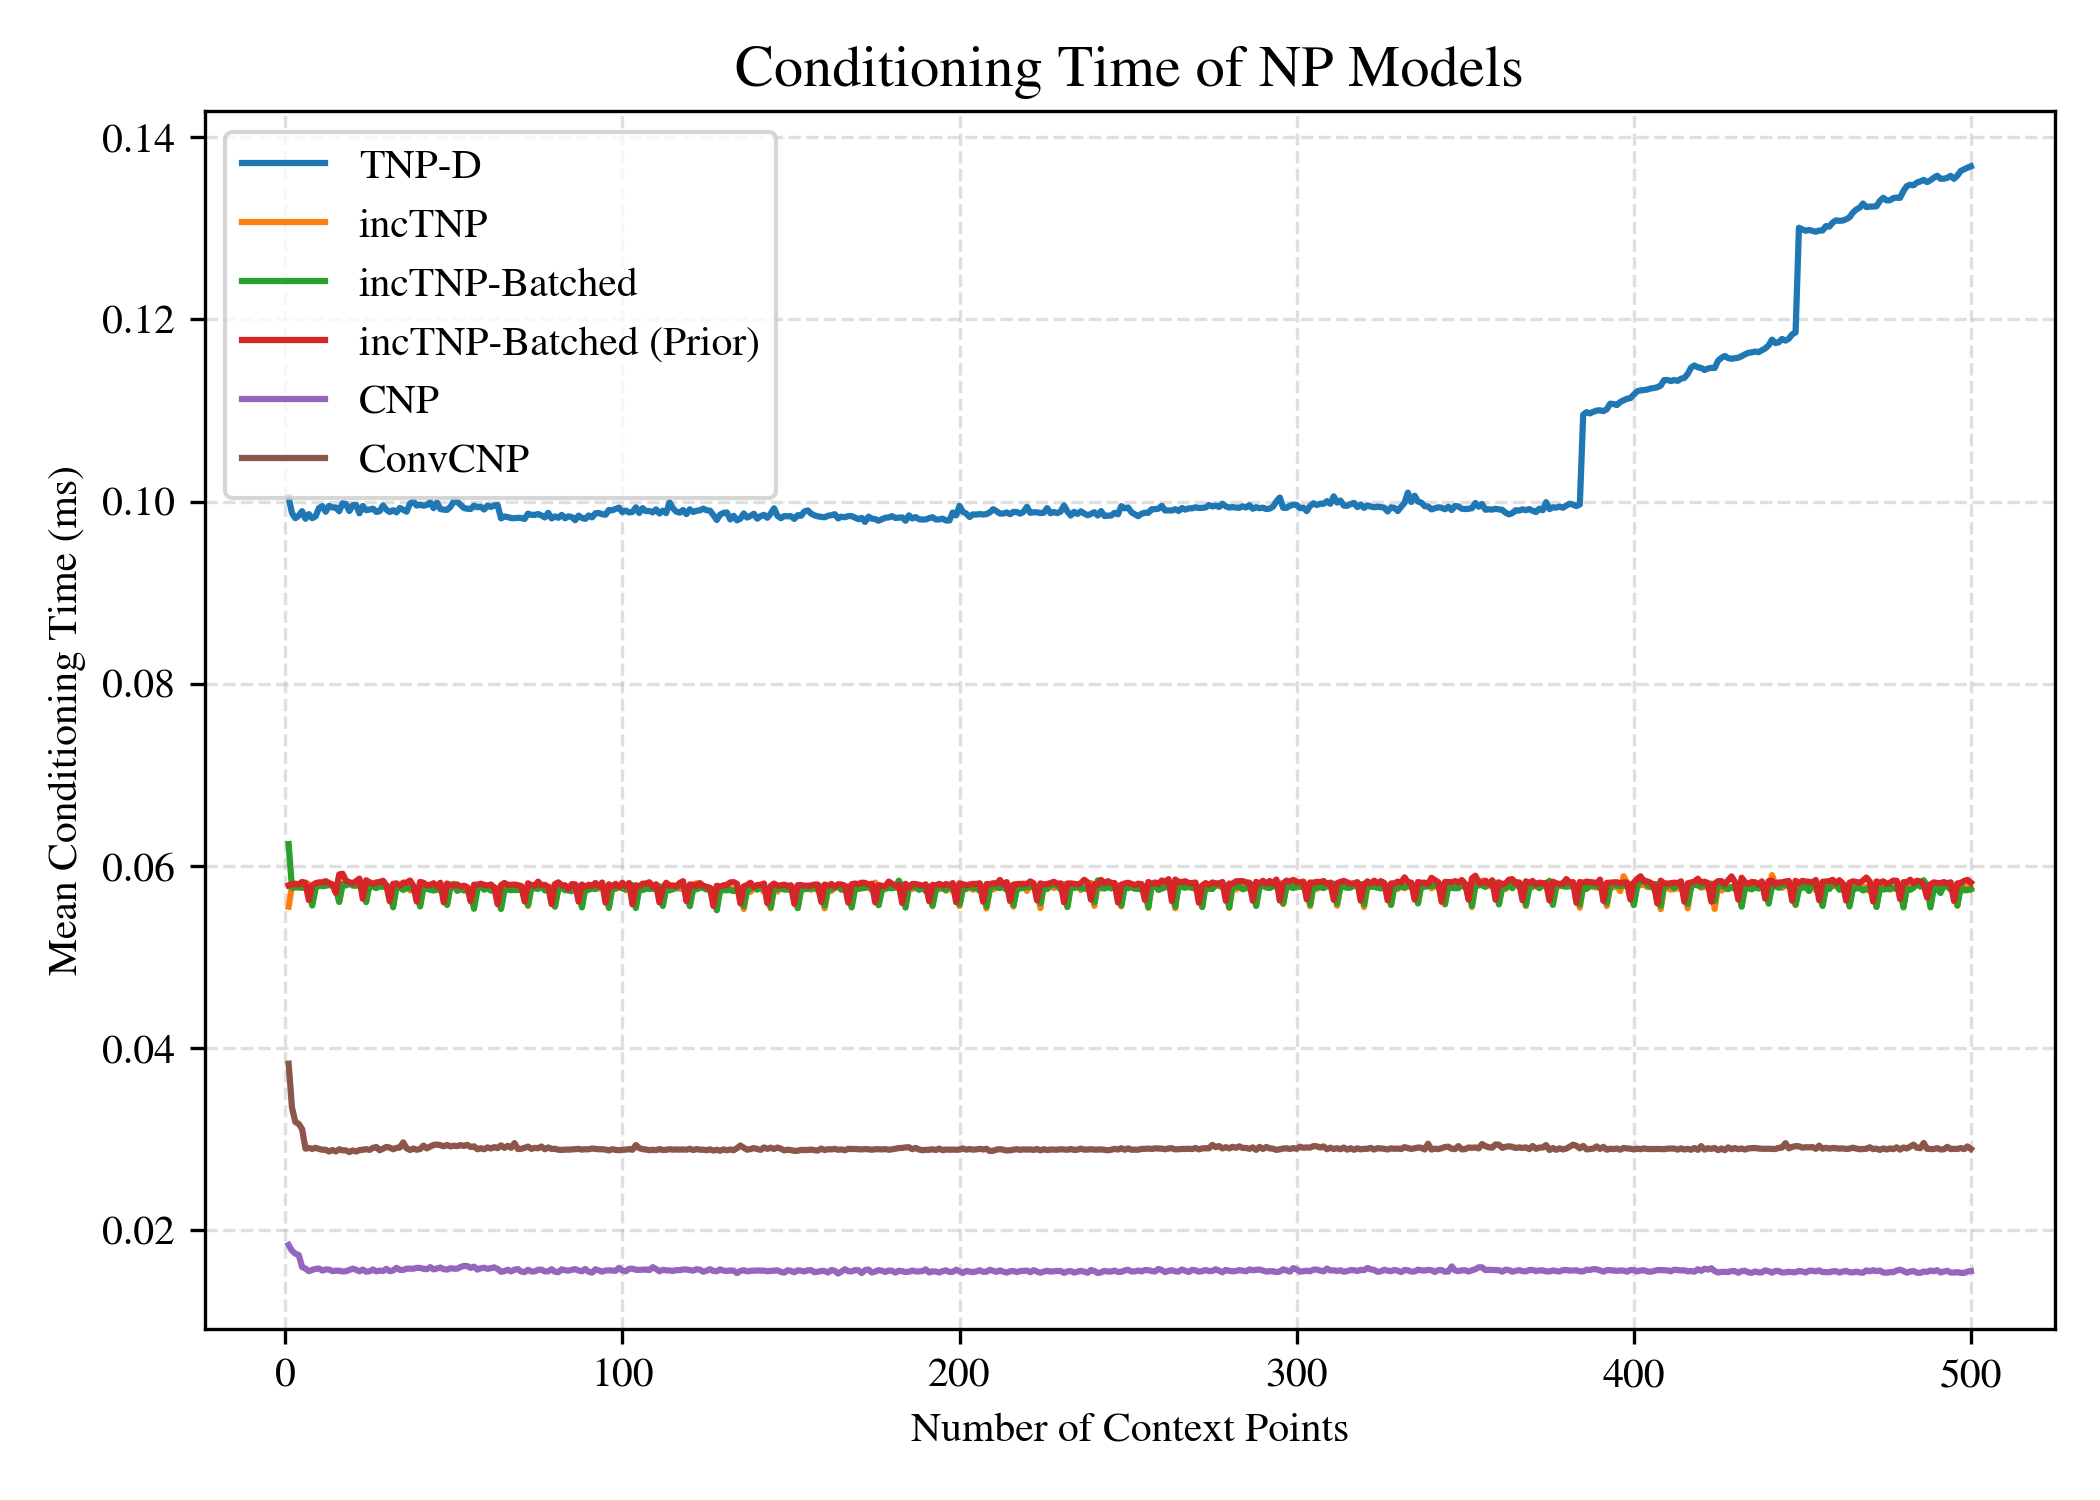 Conditioning Time of NP Models
Mean Conditioning Time (ms)
0.14
0.12
0.10
0.08
0.06
0.04
0.02
TNP-D
incTNP
incTNP-Batched
incTNP-Batched (Prior)
CNP
ConvCNP
0 100 200 300 400 500
Number of Context Points